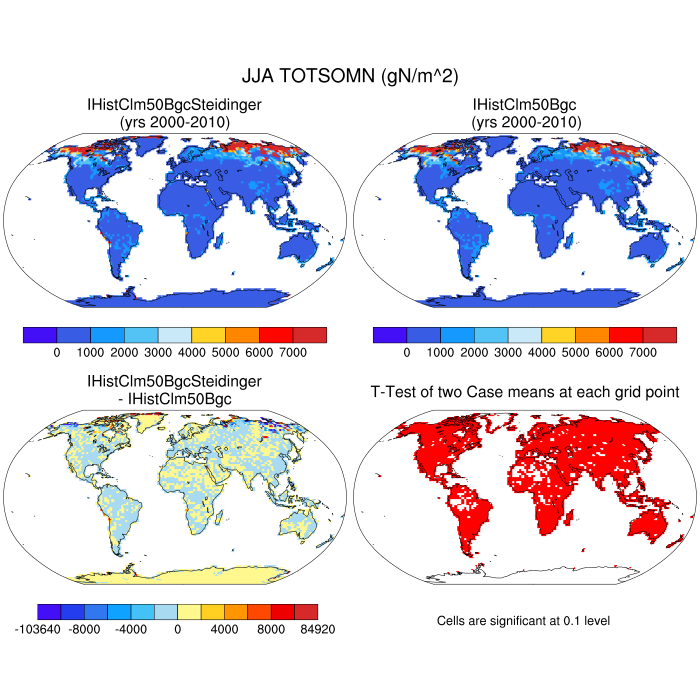 JJA TOTSOMN (gN/m^2)
IHistClm50BgcSteidinger
(yrs 2000-2010)
IHistClm50Bgc
(yrs 2000-2010)
0 1000 2000 3000 4000 5000 6000 7000
0 1000 2000 3000 4000 5000 6000 7000
IHistClm50BgcSteidinger
- IHistClm50Bgc
T-Test of two Case means at each grid point
-103640 -8000 -4000 0 4000 8000 84920
Cells are significant at 0.1 level